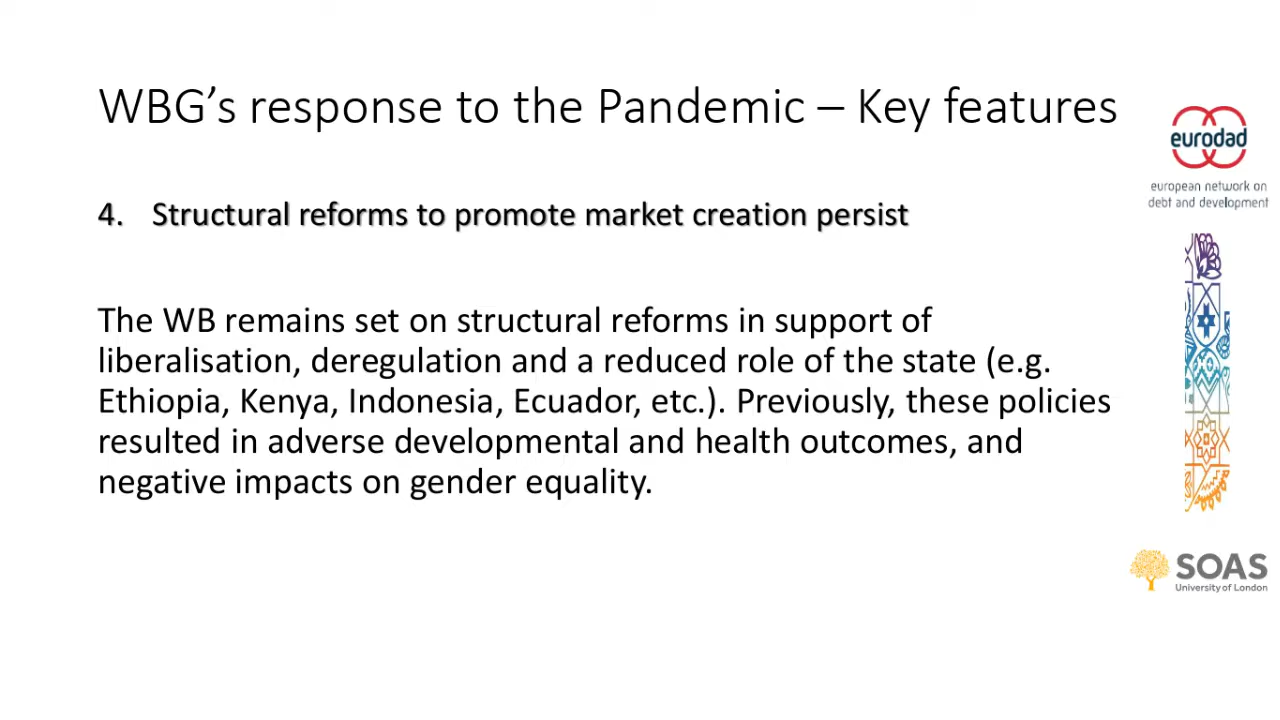 WBG’s response to the Pandemic – Key features
eurodad
european network on
debt and development
4. Structural reforms to promote market creation persist
The WB remains set on structural reforms in support of
liberalisation, deregulation and a reduced role of the state (e.g.
Ethiopia, Kenya, Indonesia, Ecuador, etc.). Previously, these policies
resulted in adverse developmental and health outcomes, and
negative impacts on gender equality.
SOAS
University of London